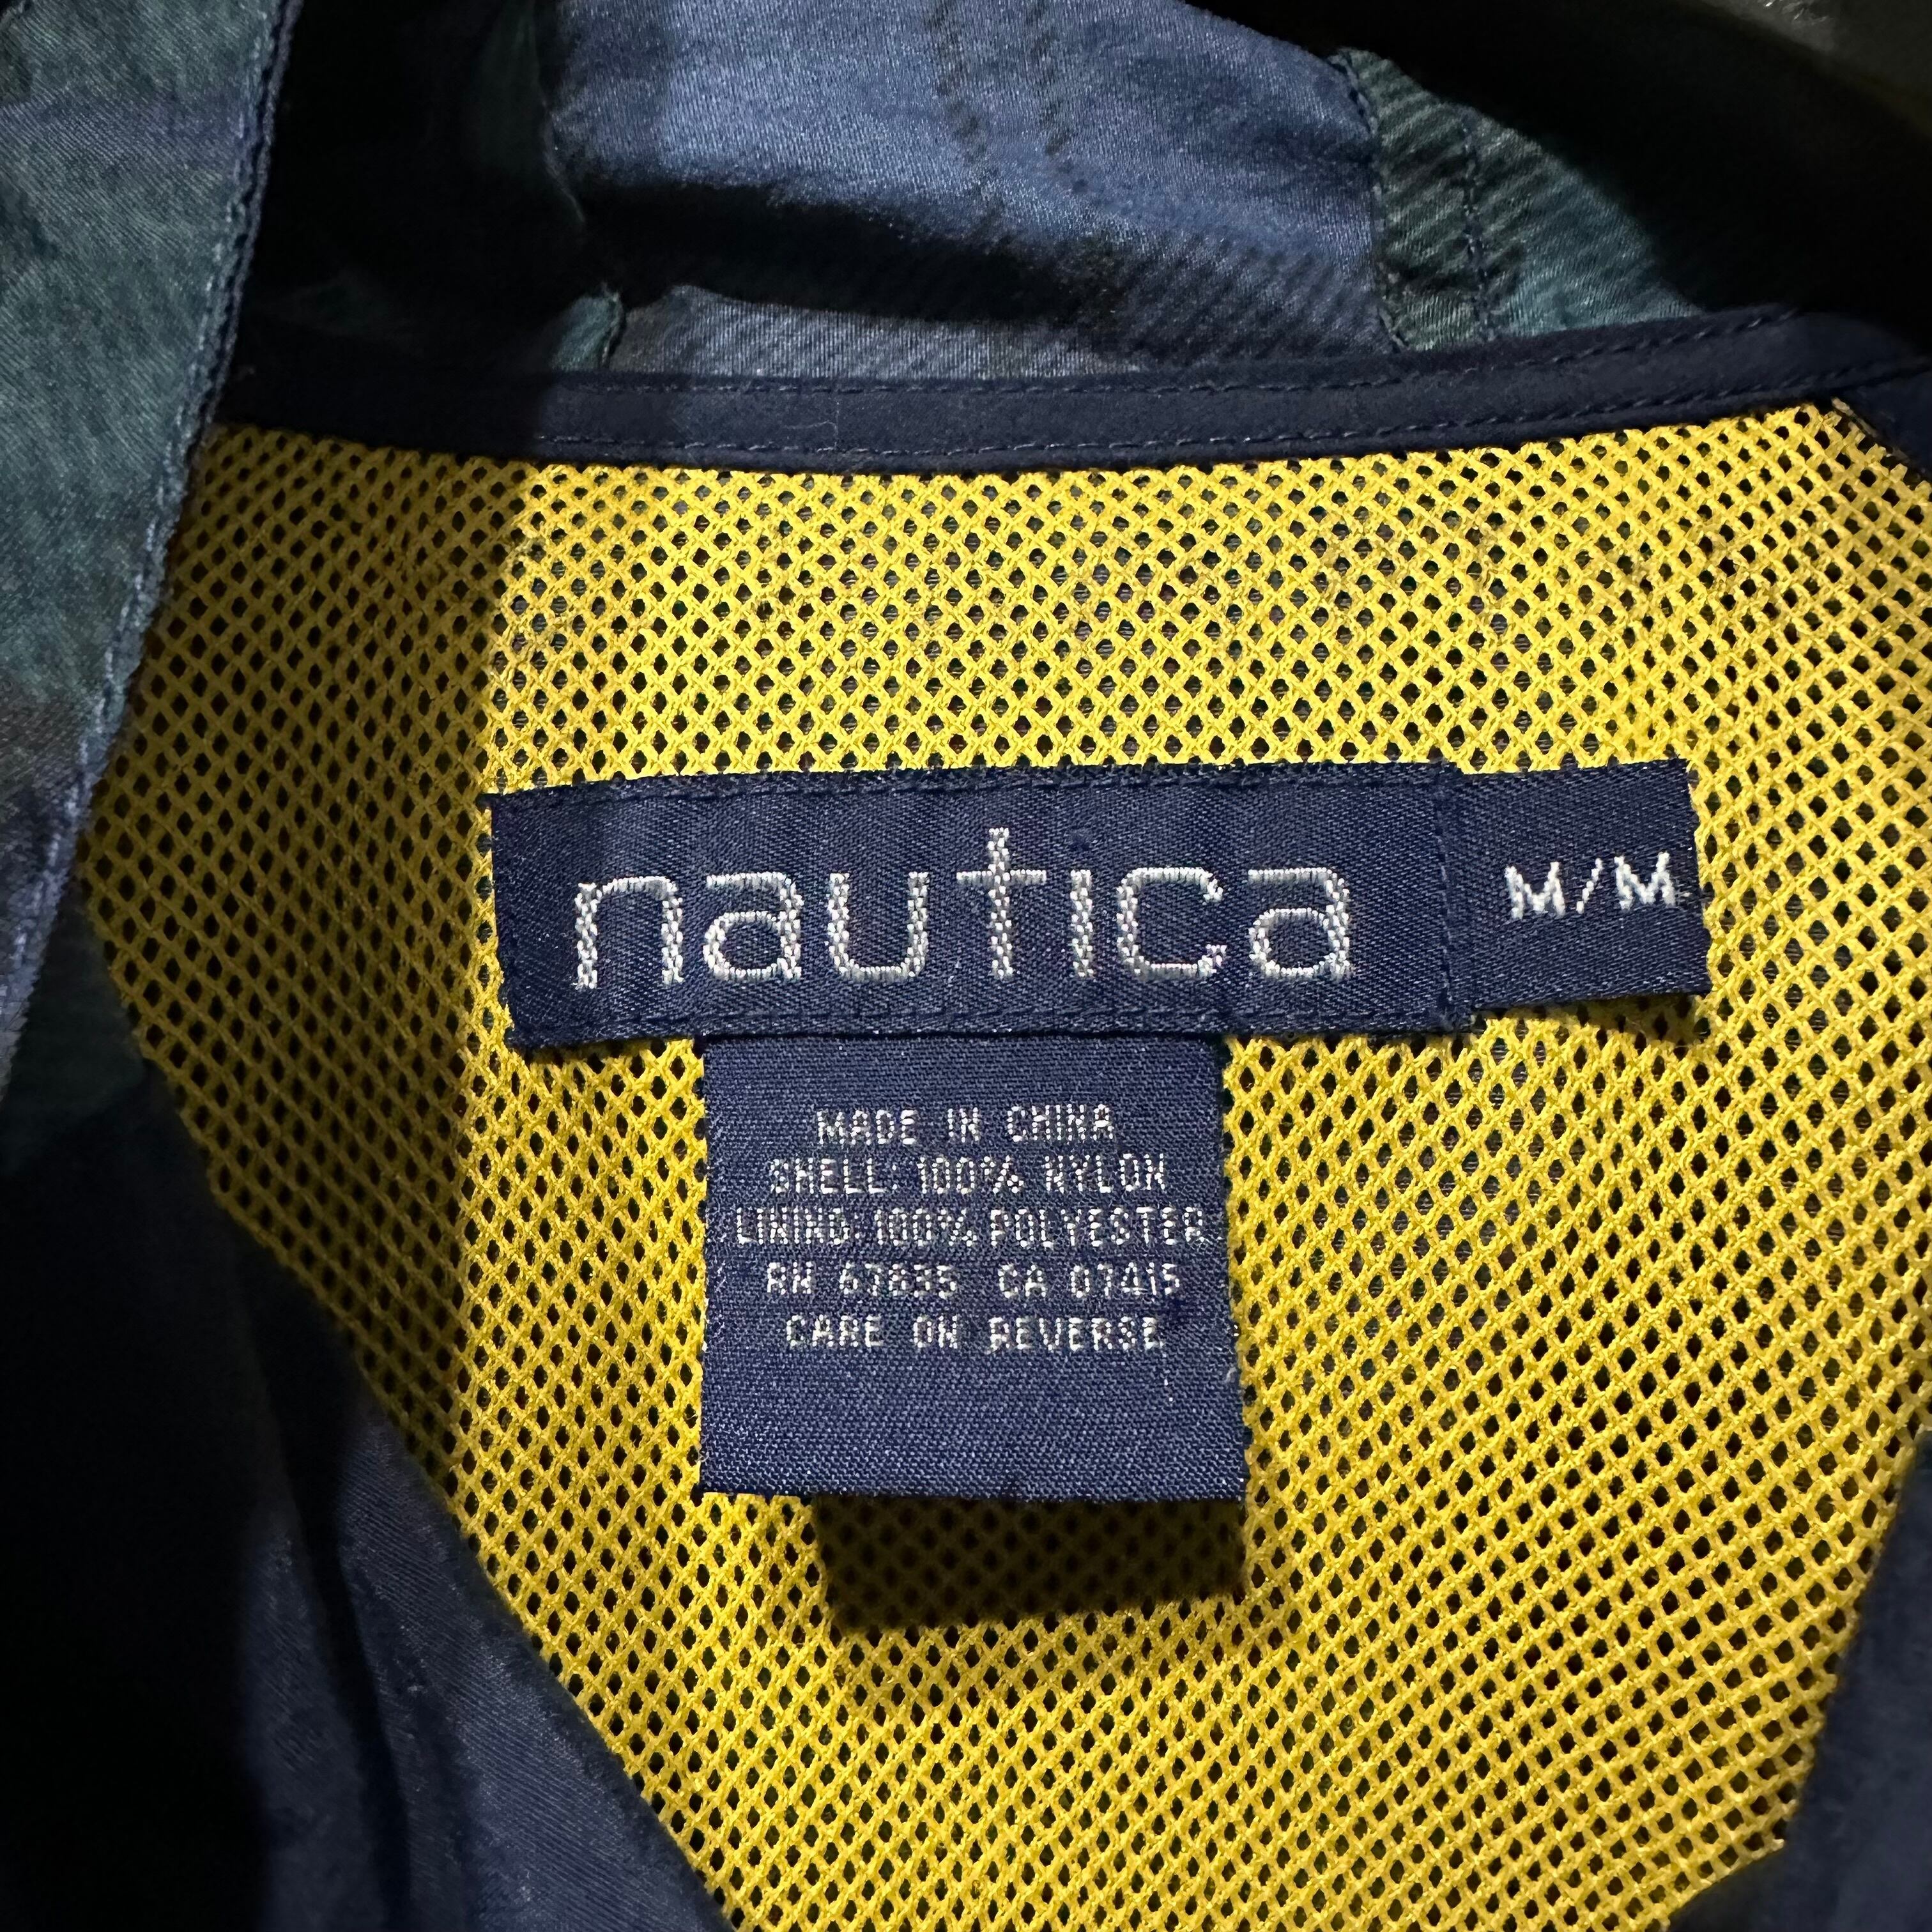 nautica M/M
MADE IN CHINA
SHELL: 100% NYLON
LINING: 100% POLYESTER
RN 67835 CA 07415
CARE ON REVERSE